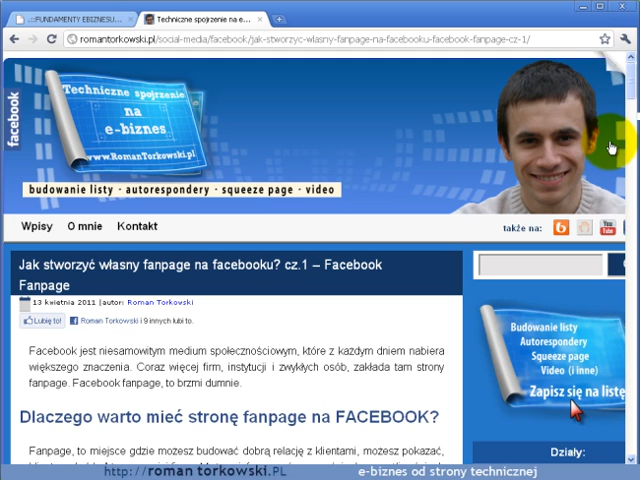 .::FUNDAMENTY EBIZNESU...
Techniczne spojrzenie na e...
romantorkowski.pl/social-media/facebook/jak-stworzyc-wlasny-fanpage-na-facebooku-facebook-fanpage-cz-1/
facebook
Techniczne spojrzenie
na
e-biznes
www.RomanTorkowski.pl
budowanie listy - autorespondery - squeeze page - video
Wpisy O mnie Kontakt
także na:
You
Tube
Jak stworzyć własny fanpage na facebooku? cz.1 – Facebook
Fanpage
13 kwietnia 2011 |autor: Roman Torkowski
Lubię to!
Roman Torkowski i 9 innych lubi to.
Facebook jest niesamowitym medium społecznościowym, które z każdym dniem nabiera
większego znaczenia. Coraz więcej firm, instytucji i zwykłych osób, zakłada tam strony
fanpage. Facebook fanpage, to brzmi dumnie.
Dlaczego warto mieć stronę fanpage na FACEBOOK?
Fanpage, to miejsce gdzie możesz budować dobrą relację z klientami, możesz pokazać,
Budowanie listy
Autorespondery
Squeeze page
Video (i inne)
Zapisz się na listę
Działy:
http://roman torkowski.PL
e-biznes od strony technicznej